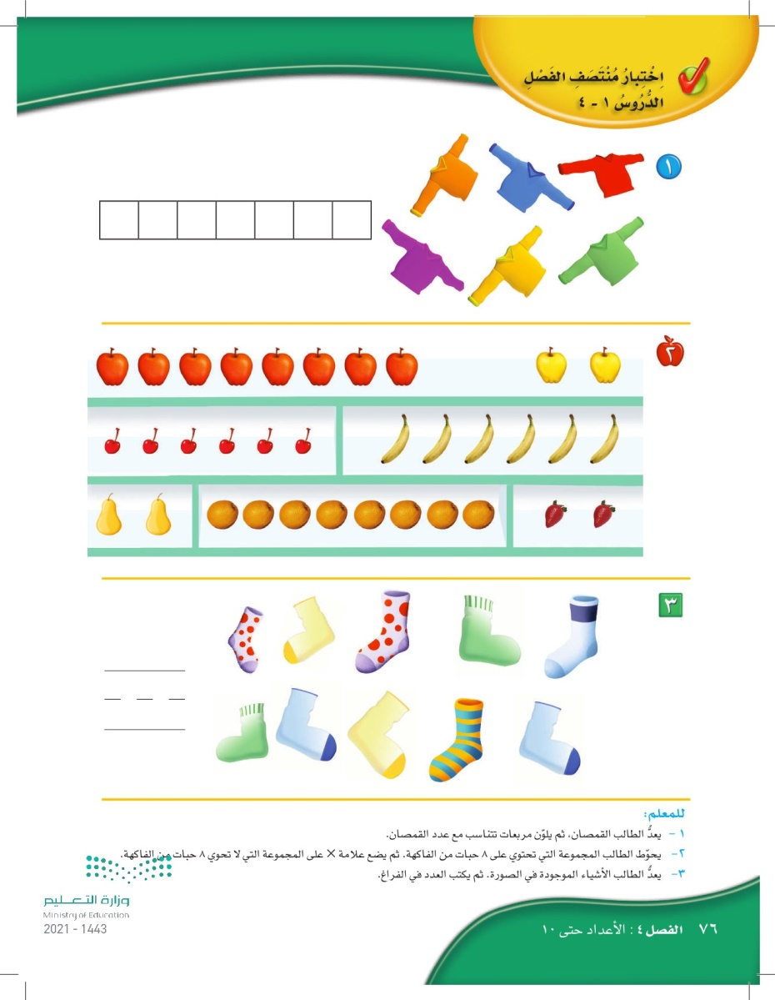 اِخْتِبارُ مُنْتَصَفِ الفَصْلِ
الدُّرُوسُ ١ - ٤
١
٢
٣
للمعلم:
١ - يعدُّ الطالب القمصان، ثم يلوّن مربعات تتناسب مع عدد القمصان.
٢- يحوّط الطالب المجموعة التي تحتوي على ٨ حبات من الفاكهة. ثم يضع علامة × على المجموعة التي لا تحوي ٨ حبات من الفاكهة.
٣- يعدُّ الطالب الأشياء الموجودة في الصورة. ثم يكتب العدد في الفراغ.
وزارة التعـــليم
Ministry of Education
2021 - 1443
٧٦ الفصل ٤ : الأعداد حتى ١٠